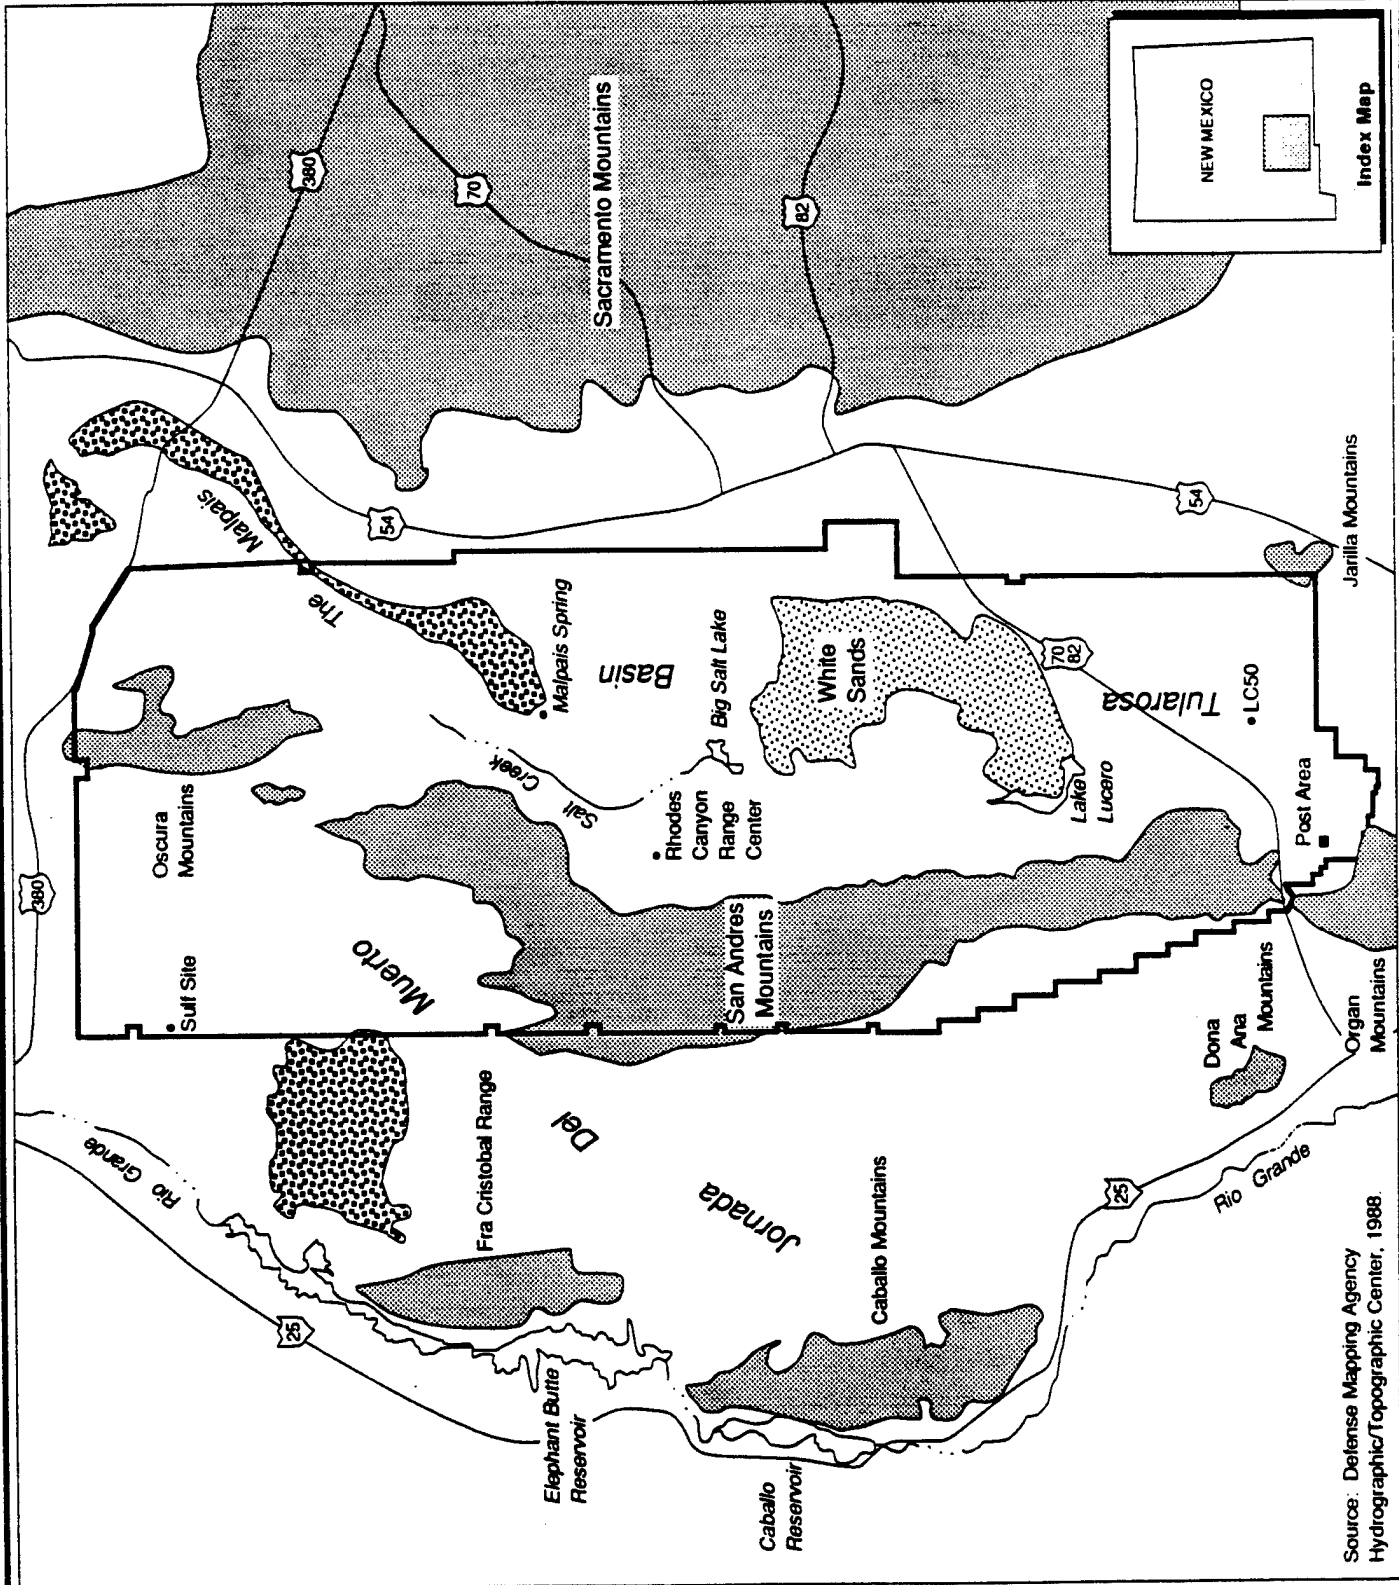 380
70
82
Sacramento Mountains
NEW MEXICO
Index Map
The
Malpais
54
54
Jarilla Mountains
Malpais Spring
Basin
Big Salt Lake
White
Sands
70
82
Tularosa
LC50
Salt
Creek
Rhodes
Canyon
Range
Center
Lake
Lucero
Post Area
Oscura
Mountains
380
Sulf Site
San Andres
Mountains
Jornada
Del
Muerto
Dona
Ana
Mountains
Organ
Mountains
Rio Grande
Fra Cristobal Range
25
Elephant Butte
Reservoir
Caballo Mountains
Caballo
Reservoir
25
Rio Grande
Source: Defense Mapping Agency
Hydrographic/Topographic Center, 1988.